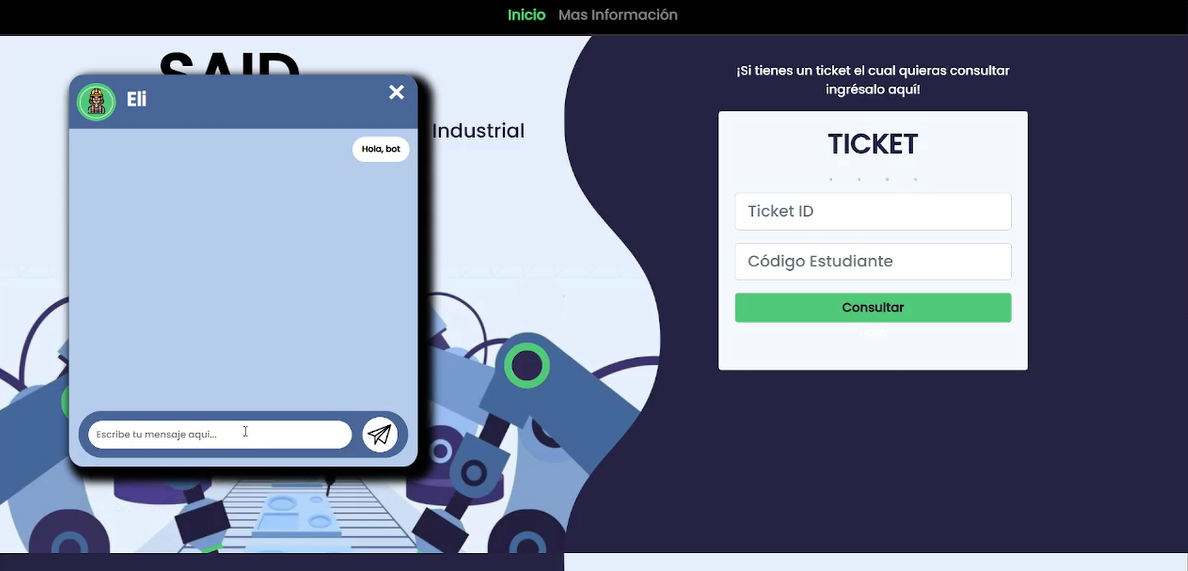 Inicio Mas Información
SAID
Industrial
Eli
Hola, bot
Escribe tu mensaje aquí...
¡Si tienes un ticket el cual quieras consultar
ingrésalo aquí!
TICKET
Ticket ID
Código Estudiante
Consultar